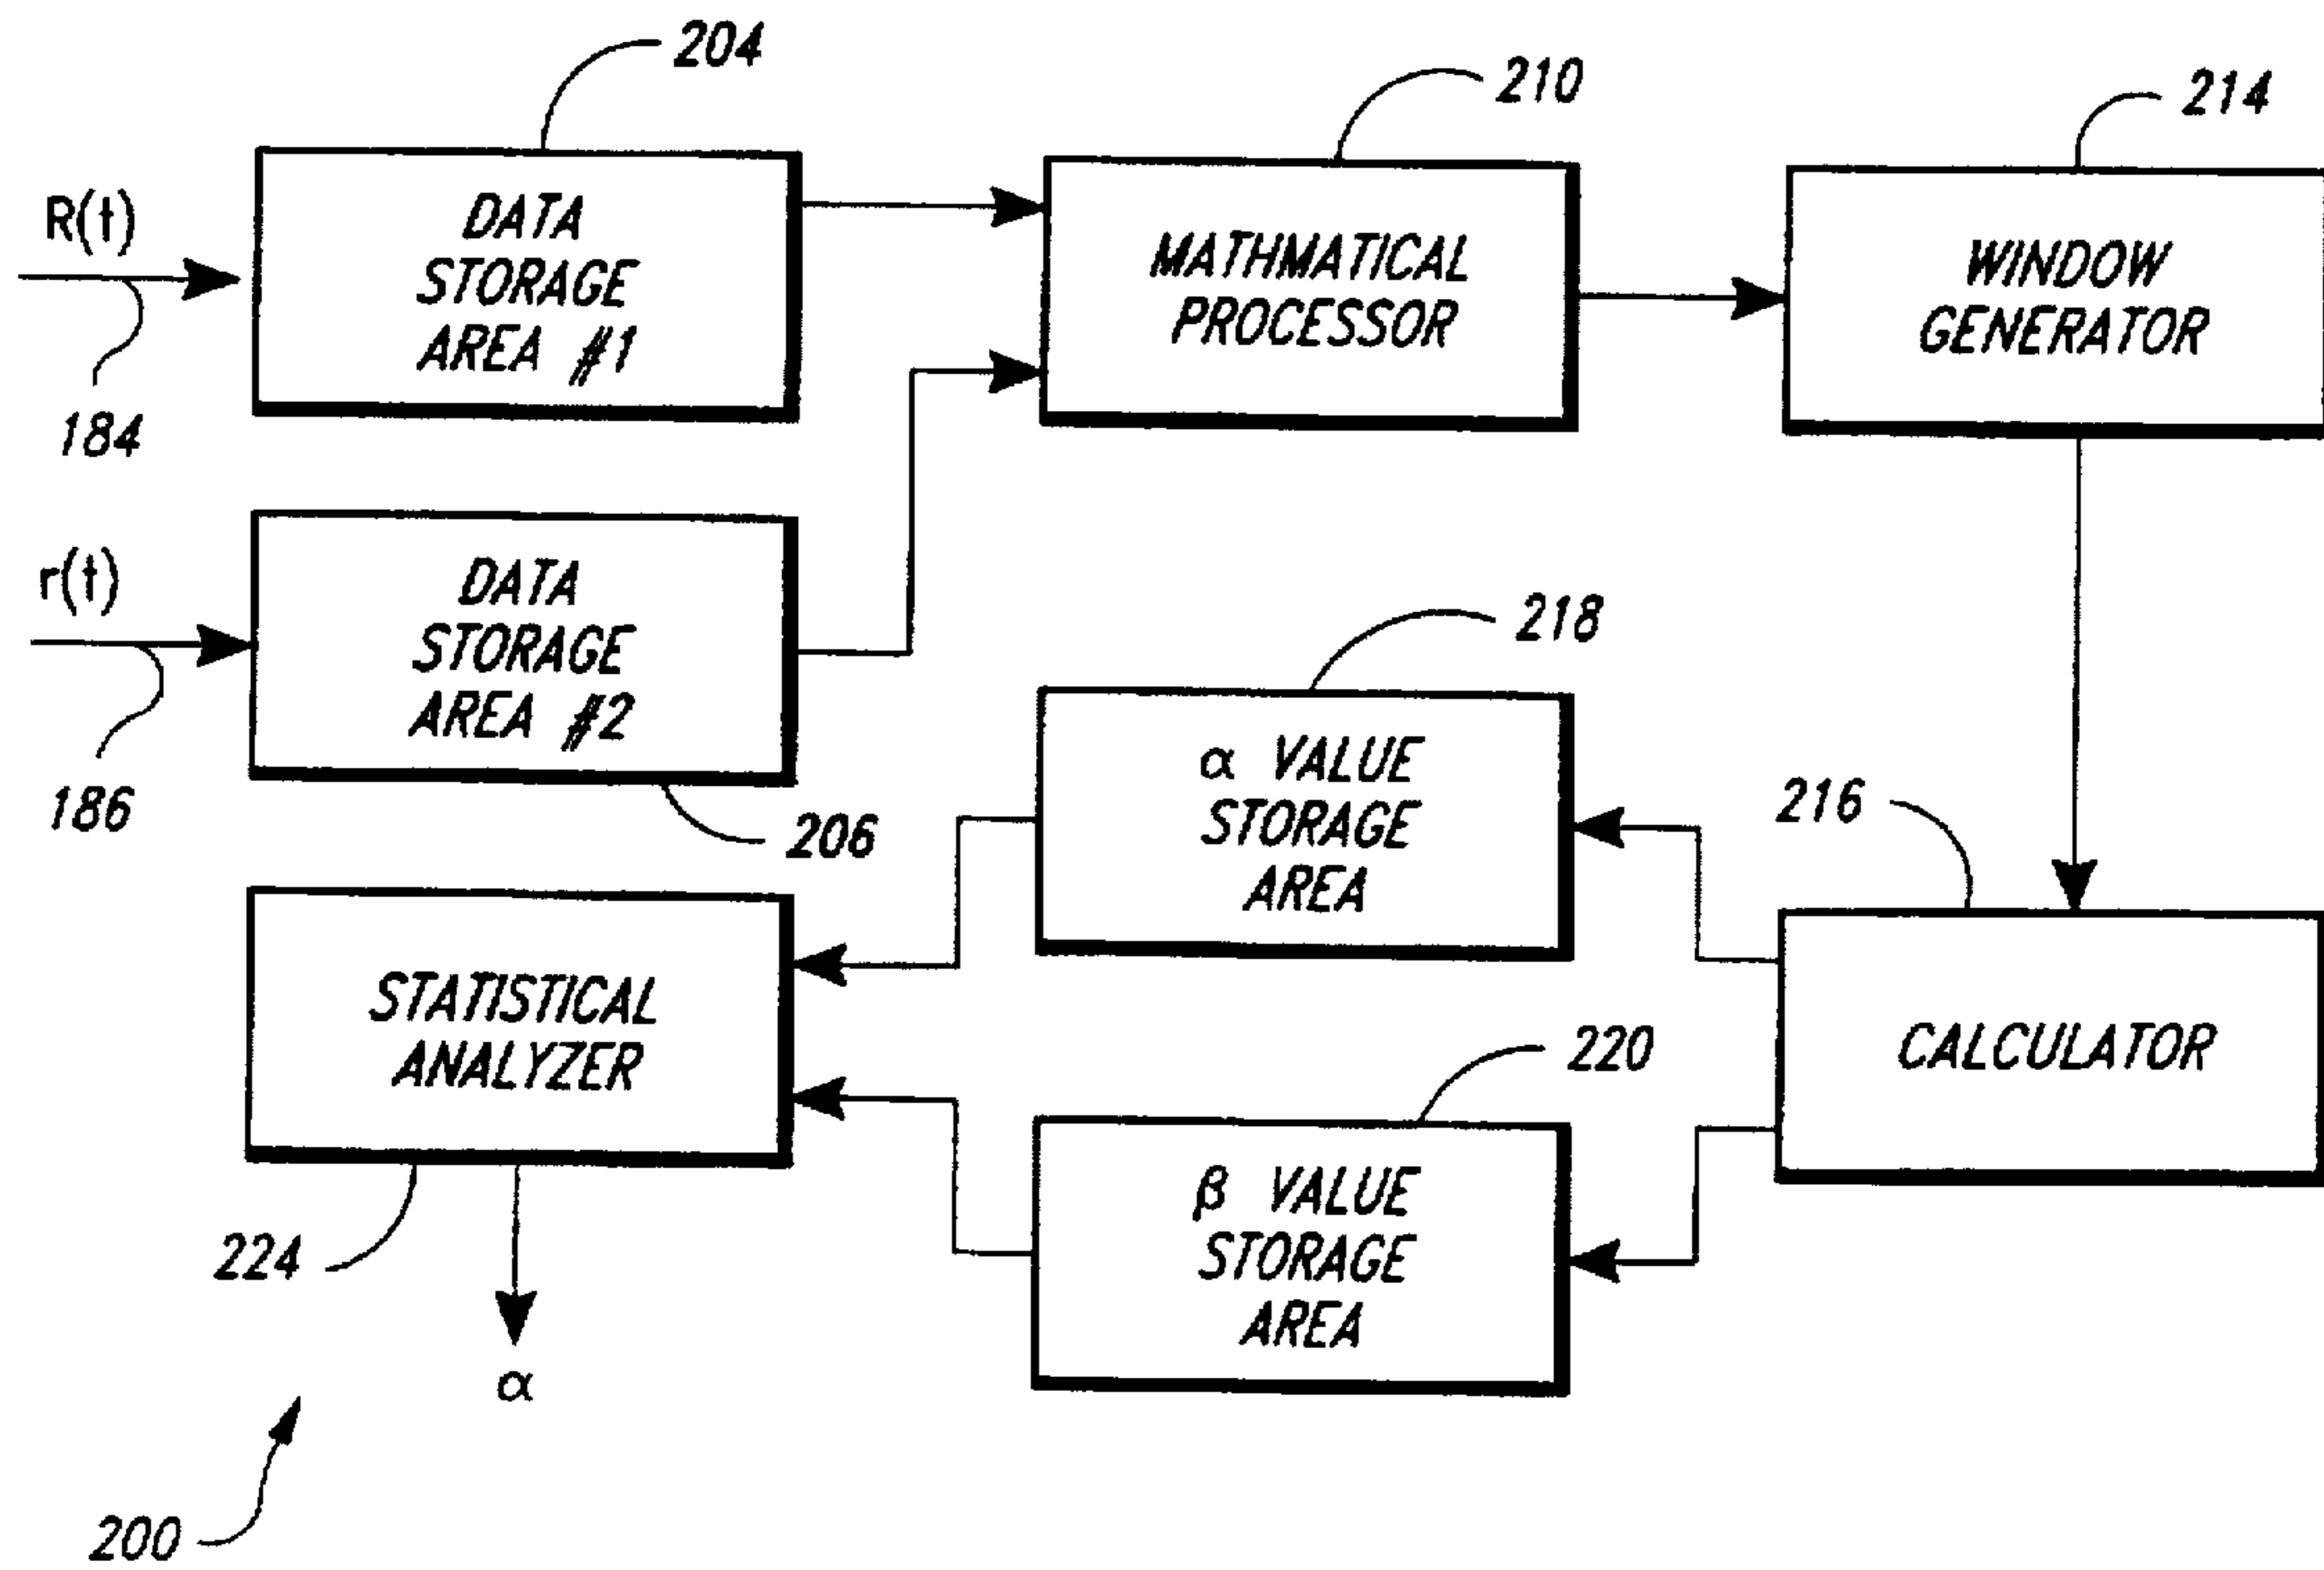 204
210
214
R(t)
DATA
STORAGE
AREA #1
MATHMATICAL
PROCESSOR
WINDOW
GENERATOR
184
r(t)
DATA
STORAGE
AREA #2
218
α VALUE
STORAGE
AREA
216
186
206
STATISTICAL
ANALYZER
220
CALCULATOR
β VALUE
STORAGE
AREA
224
α
200